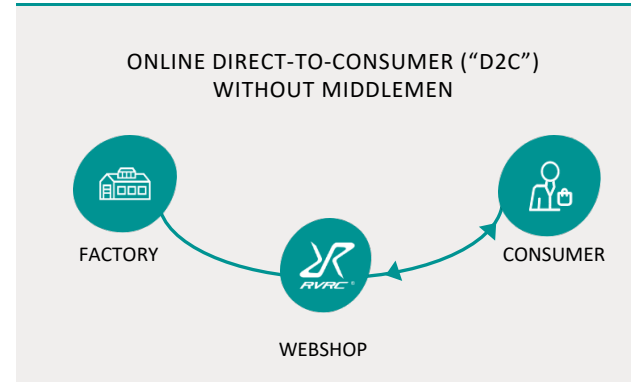 ONLINE DIRECT-TO-CONSUMER (“D2C”)
WITHOUT MIDDLEMEN
FACTORY
CONSUMER
RVRC®
WEBSHOP